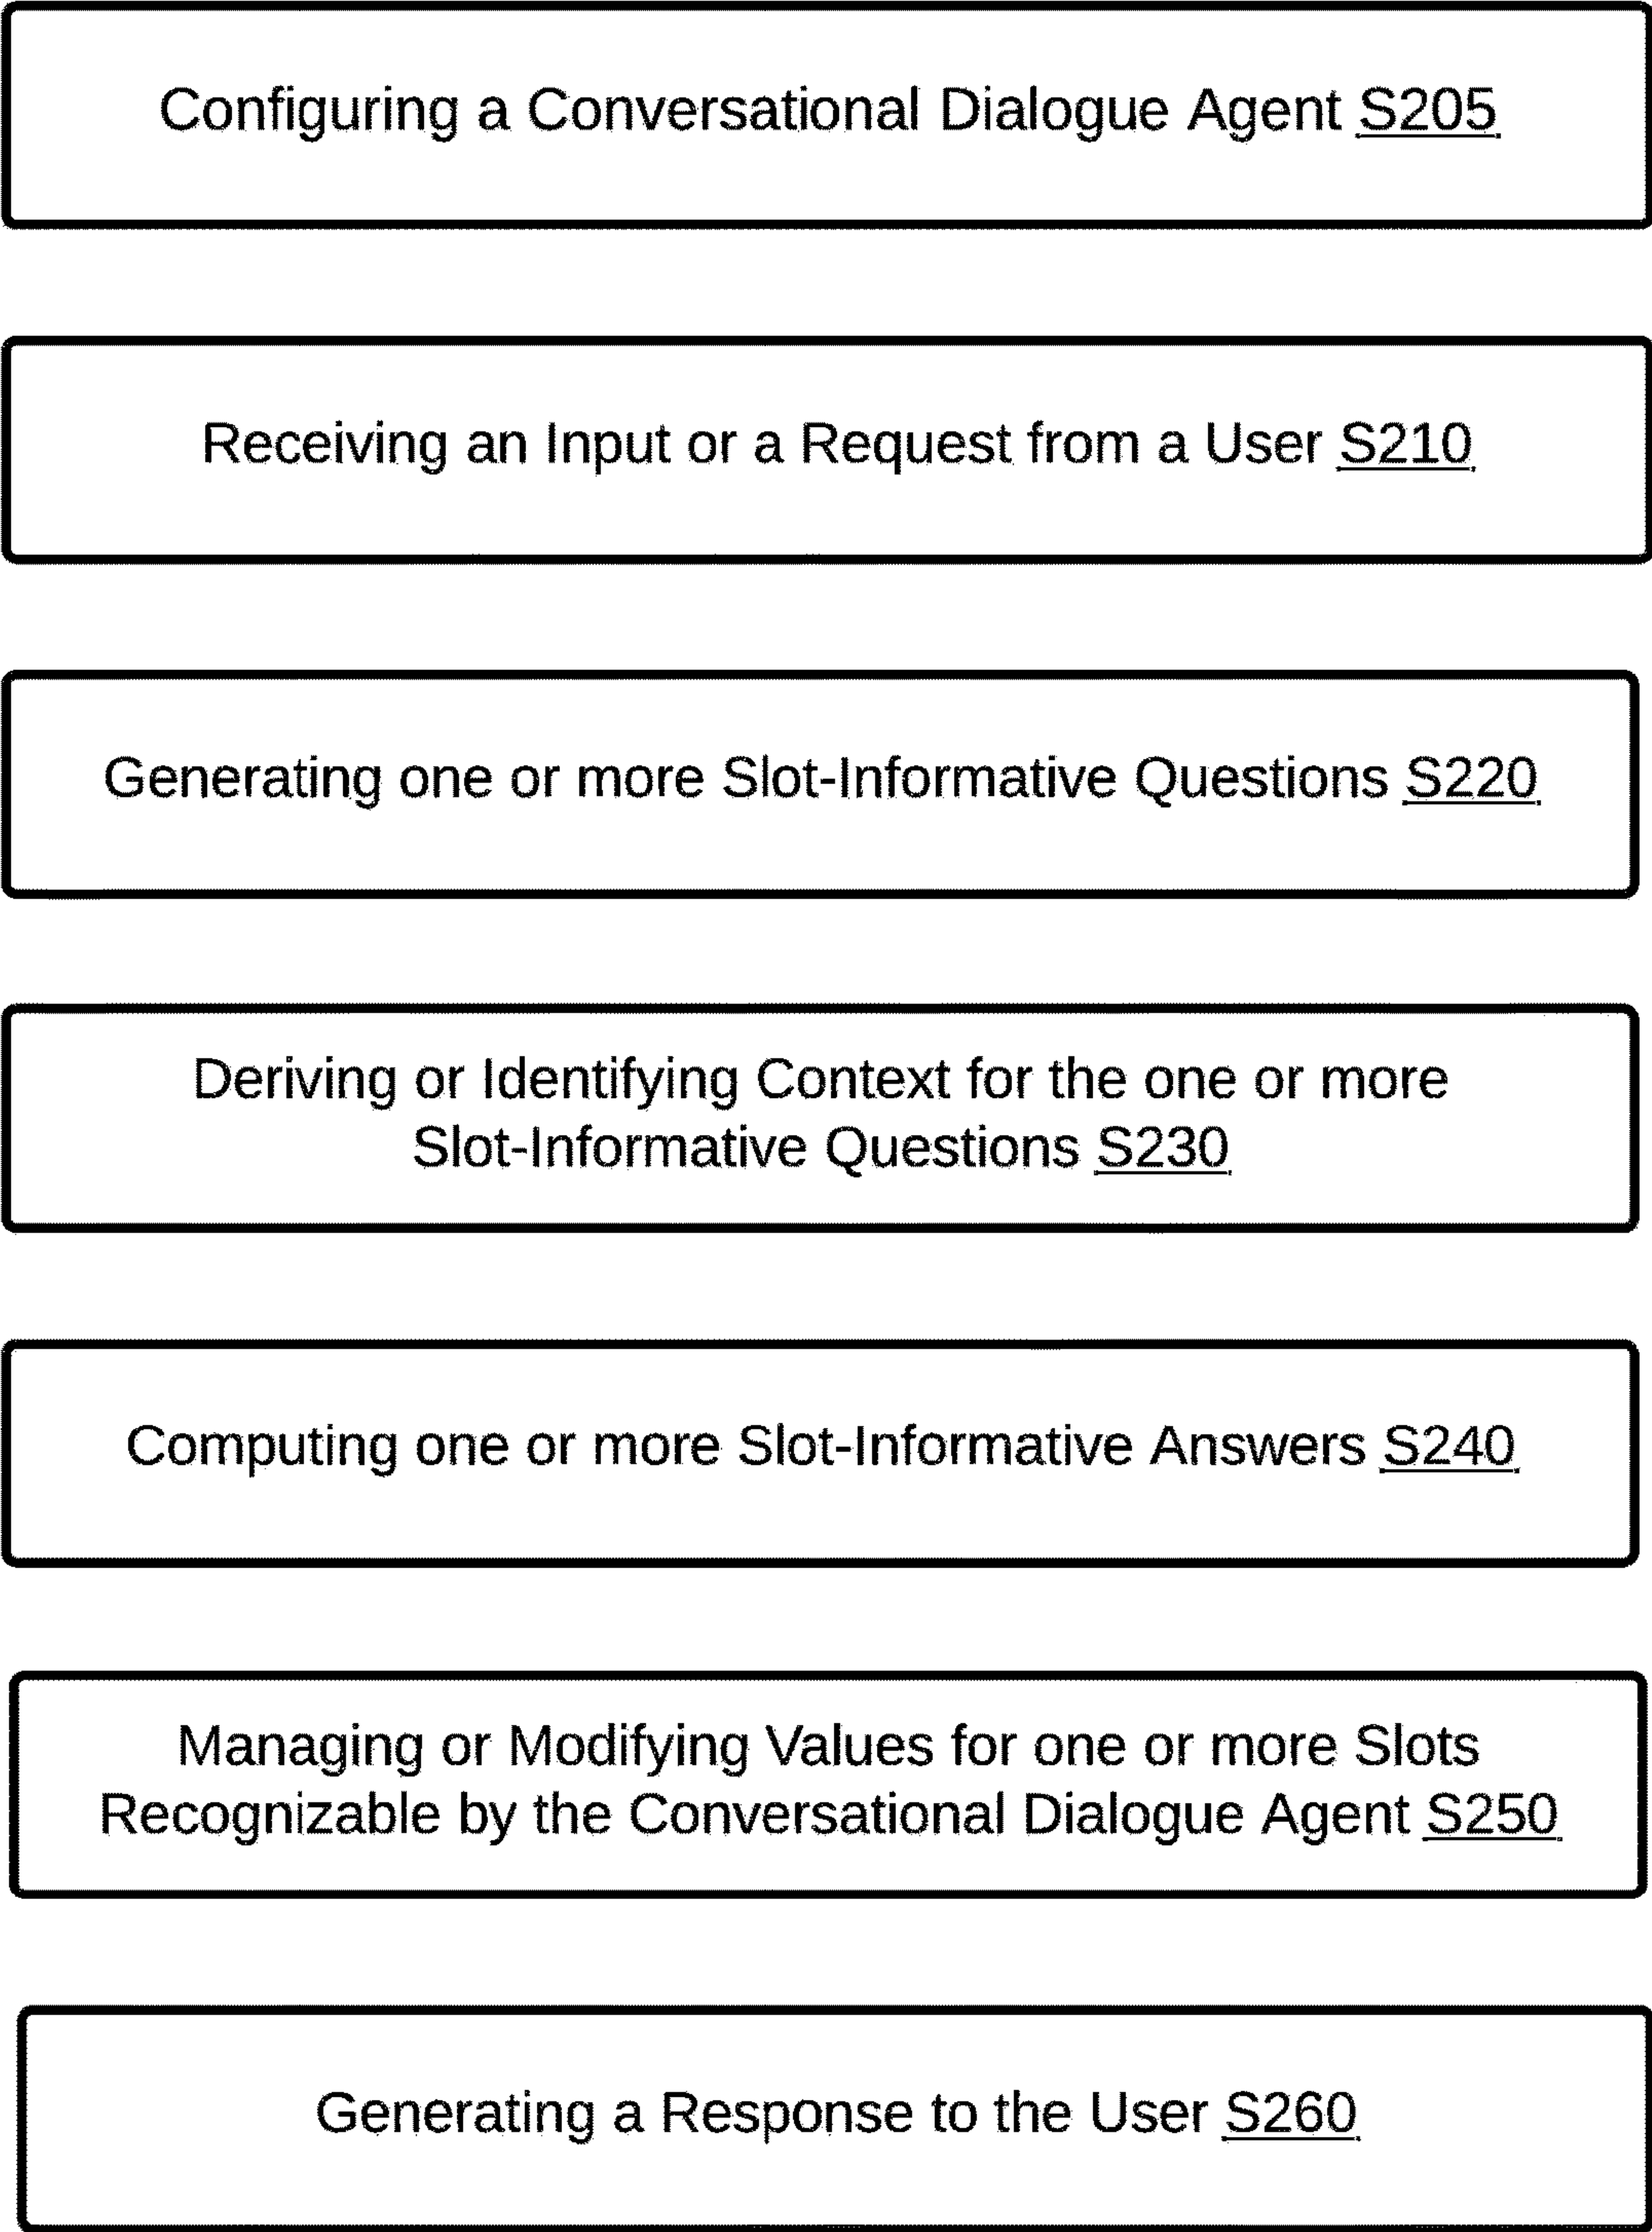 Configuring a Conversational Dialogue Agent S205
Receiving an Input or a Request from a User S210
Generating one or more Slot-Informative Questions S220
Deriving or Identifying Context for the one or more
Slot-Informative Questions S230
Computing one or more Slot-Informative Answers S240
Managing or Modifying Values for one or more Slots
Recognizable by the Conversational Dialogue Agent S250
Generating a Response to the User S260